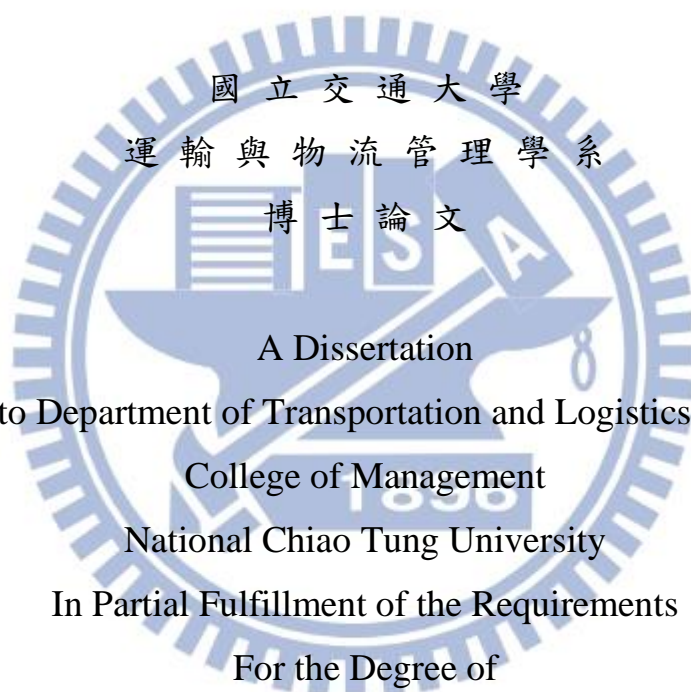 國立交通大學
運輸與物流管理學系
博士論文
ESA
A Dissertation
to Department of Transportation and Logistics
College of Management
1896
National Chiao Tung University
In Partial Fulfillment of the Requirements
For the Degree of